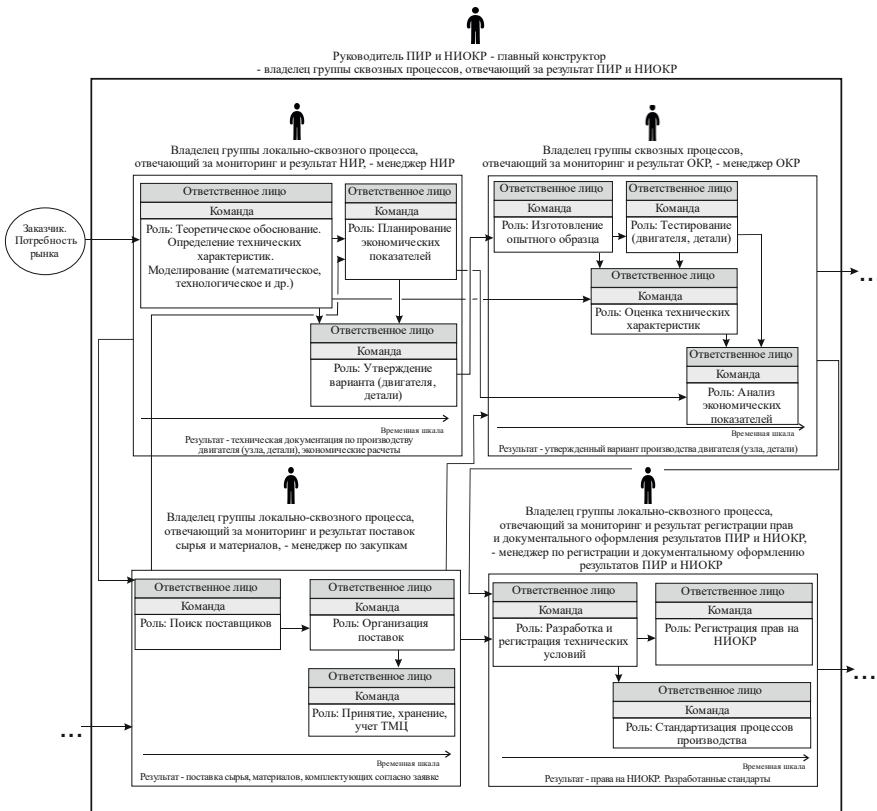 Руководитель ПИР и НИОКР - главный конструктор
- владелец группы сквозных процессов, отвечающий за результат ПИР и НИОКР
Владелец группы локально-сквозного процесса,
отвечающий за мониторинг и результат НИР, - менеджер НИР
Владелец группы сквозных процессов,
отвечающий за мониторинг и результат ОКР, - менеджер ОКР
Заказчик.
Потребность
рынка
Ответственное лицо
Команда
Роль: Теоретическое обоснование.
Определение технических
характеристик.
Моделирование (математическое,
технологическое и др.)
Ответственное лицо
Команда
Роль: Планирование
экономических
показателей
Ответственное лицо
Команда
Роль: Утверждение
варианта (двигателя,
детали)
Временная шкала
Результат - техническая документация по производству
двигателя (узла, детали), экономические расчеты
Ответственное лицо
Команда
Роль: Изготовление
опытного образца
Ответственное лицо
Команда
Роль: Тестирование
(двигателя, детали)
Ответственное лицо
Команда
Роль: Оценка технических
характеристик
Ответственное лицо
Команда
Роль: Анализ
экономических
показателей
Временная шкала
Результат - утвержденный вариант производства двигателя (узла, детали)
...
Владелец группы локально-сквозного процесса,
отвечающий за мониторинг и результат поставок
сырья и материалов, - менеджер по закупкам
Владелец группы локально-сквозного процесса,
отвечающий за мониторинг и результат регистрации прав
и документального оформления результатов ПИР и НИОКР,
- менеджер по регистрации и документальному оформлению
результатов ПИР и НИОКР
Ответственное лицо
Команда
Роль: Поиск поставщиков
Ответственное лицо
Команда
Роль: Организация
поставок
Ответственное лицо
Команда
Роль: Принятие, хранение,
учет ТМЦ
...
Временная шкала
Результат - поставка сырья, материалов, комплектующих согласно заявке
Ответственное лицо
Команда
Роль: Разработка и
регистрация технических
условий
Ответственное лицо
Команда
Роль: Регистрация прав на
НИОКР
Ответственное лицо
Команда
Роль: Стандартизация процессов
производства
...
Временная шкала
Результат - права на НИОКР. Разработанные стандарты